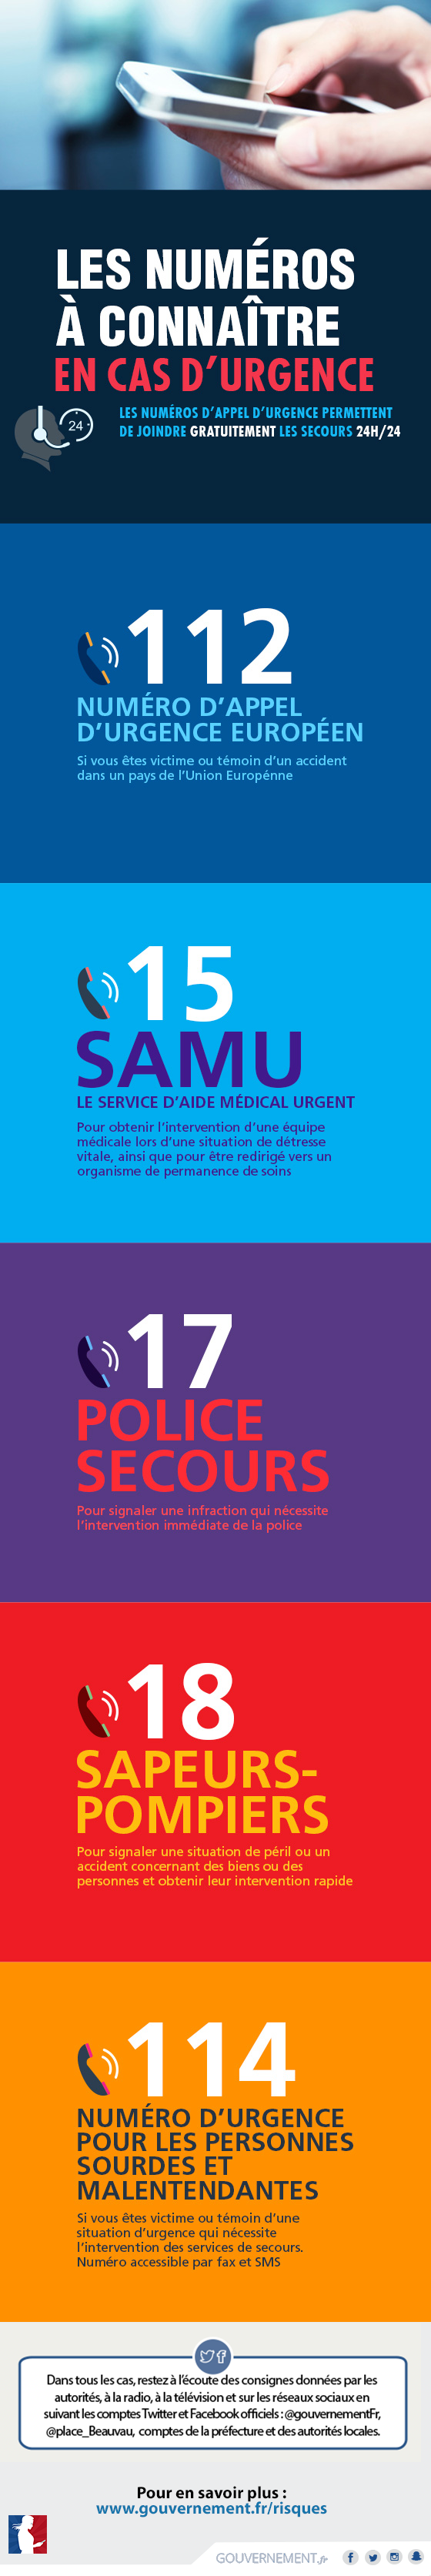 LES NUMÉROS
À CONNAÎTRE
EN CAS D'URGENCE
24
LES NUMÉROS D'APPEL D'URGENCE PERMETTENT
DE JOINDRE GRATUITEMENT LES SECOURS 24H/24
112
NUMÉRO D'APPEL
D'URGENCE EUROPÉEN
Si vous êtes victime ou témoin d'un accident
dans un pays de l'Union Europénne
15
SAMU
LE SERVICE D'AIDE MÉDICAL URGENT
Pour obtenir l'intervention d'une équipe
médicale lors d'une situation de détresse
vitale, ainsi que pour être redirigé vers un
organisme de permanence de soins
17
POLICE
SECOURS
Pour signaler une infraction qui nécessite
l'intervention immédiate de la police
18
SAPEURS-
POMPIERS
Pour signaler une situation de péril ou un
accident concernant des biens ou des
personnes et obtenir leur intervention rapide
114
NUMÉRO D'URGENCE
POUR LES PERSONNES
SOURDES ET
MALENTENDANTES
Si vous êtes victime ou témoin d'une
situation d'urgence qui nécessite
l'intervention des services de secours.
Numéro accessible par fax et SMS
Dans tous les cas, restez à l'écoute des consignes données par les
autorités, à la radio, à la télévision et sur les réseaux sociaux en
suivant les comptes Twitter et Facebook officiels : @gouvernementFr,
@place_Beauvau, comptes de la préfecture et des autorités locales.
Pour en savoir plus :
www.gouvernement.fr/risques
GOUVERNEMENT.fr